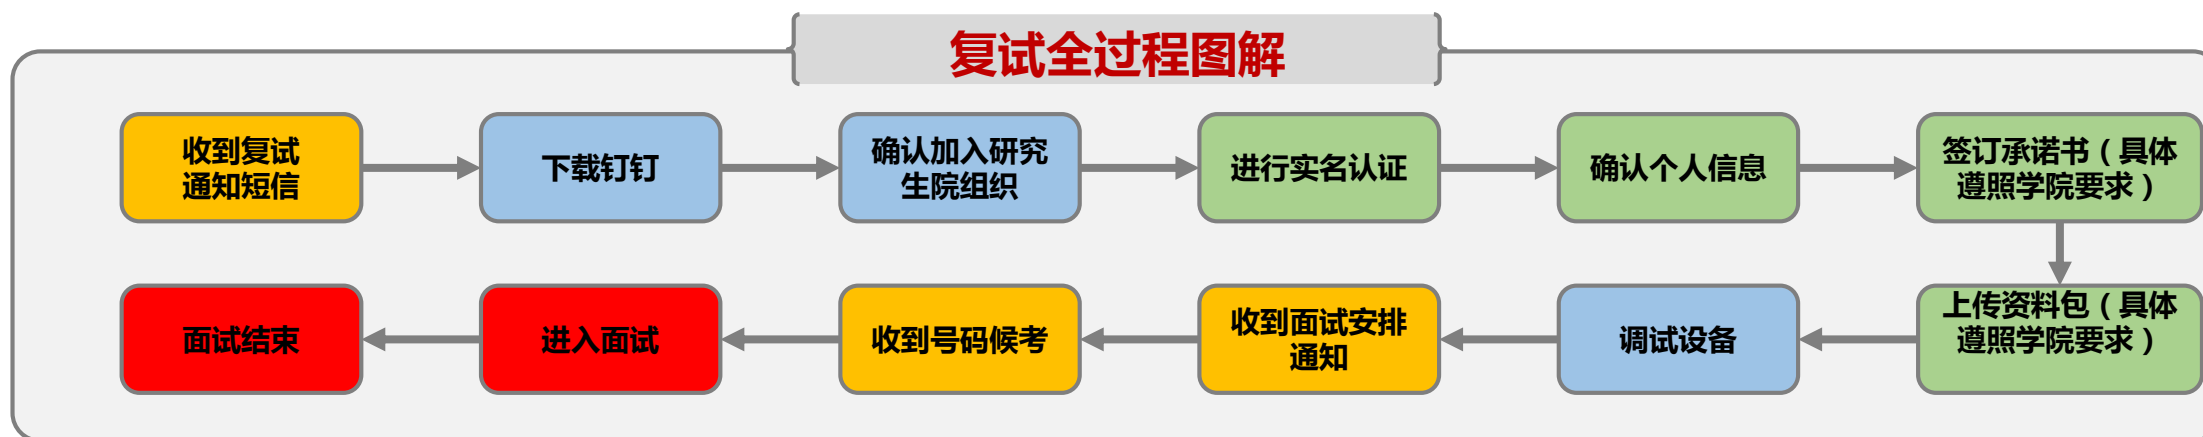 复试全过程图解
收到复试
通知短信
下载钉钉
确认加入研究
生院组织
进行实名认证
确认个人信息
签订承诺书（具体
遵照学院要求）
上传资料包（具体
遵照学院要求）
调试设备
收到面试安排
通知
收到号码候考
进入面试
面试结束